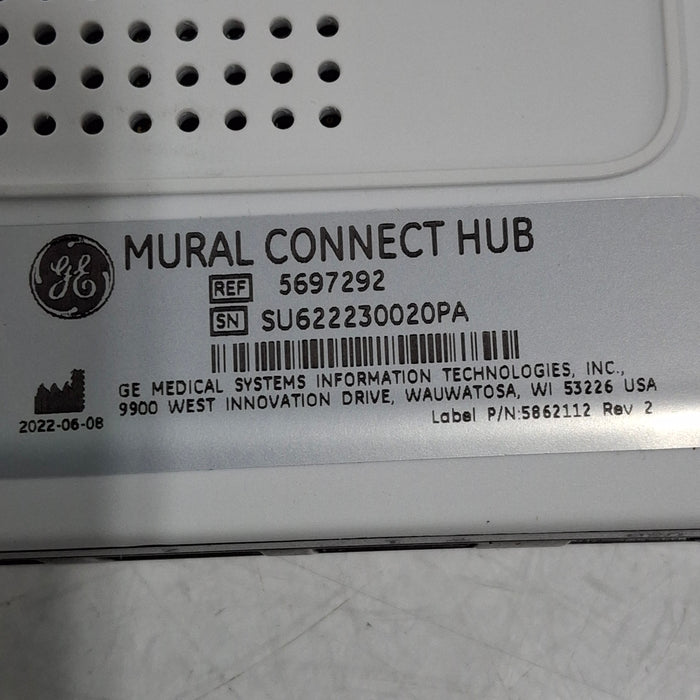 GE MURAL CONNECT HUB
REF 5697292
SN SU622230020PA
GE MEDICAL SYSTEMS INFORMATION TECHNOLOGIES, INC.,
9900 WEST INNOVATION DRIVE, WAUWATOSA, WI 53226 USA
2022-06-08
Label P/N:5862112 Rev 2